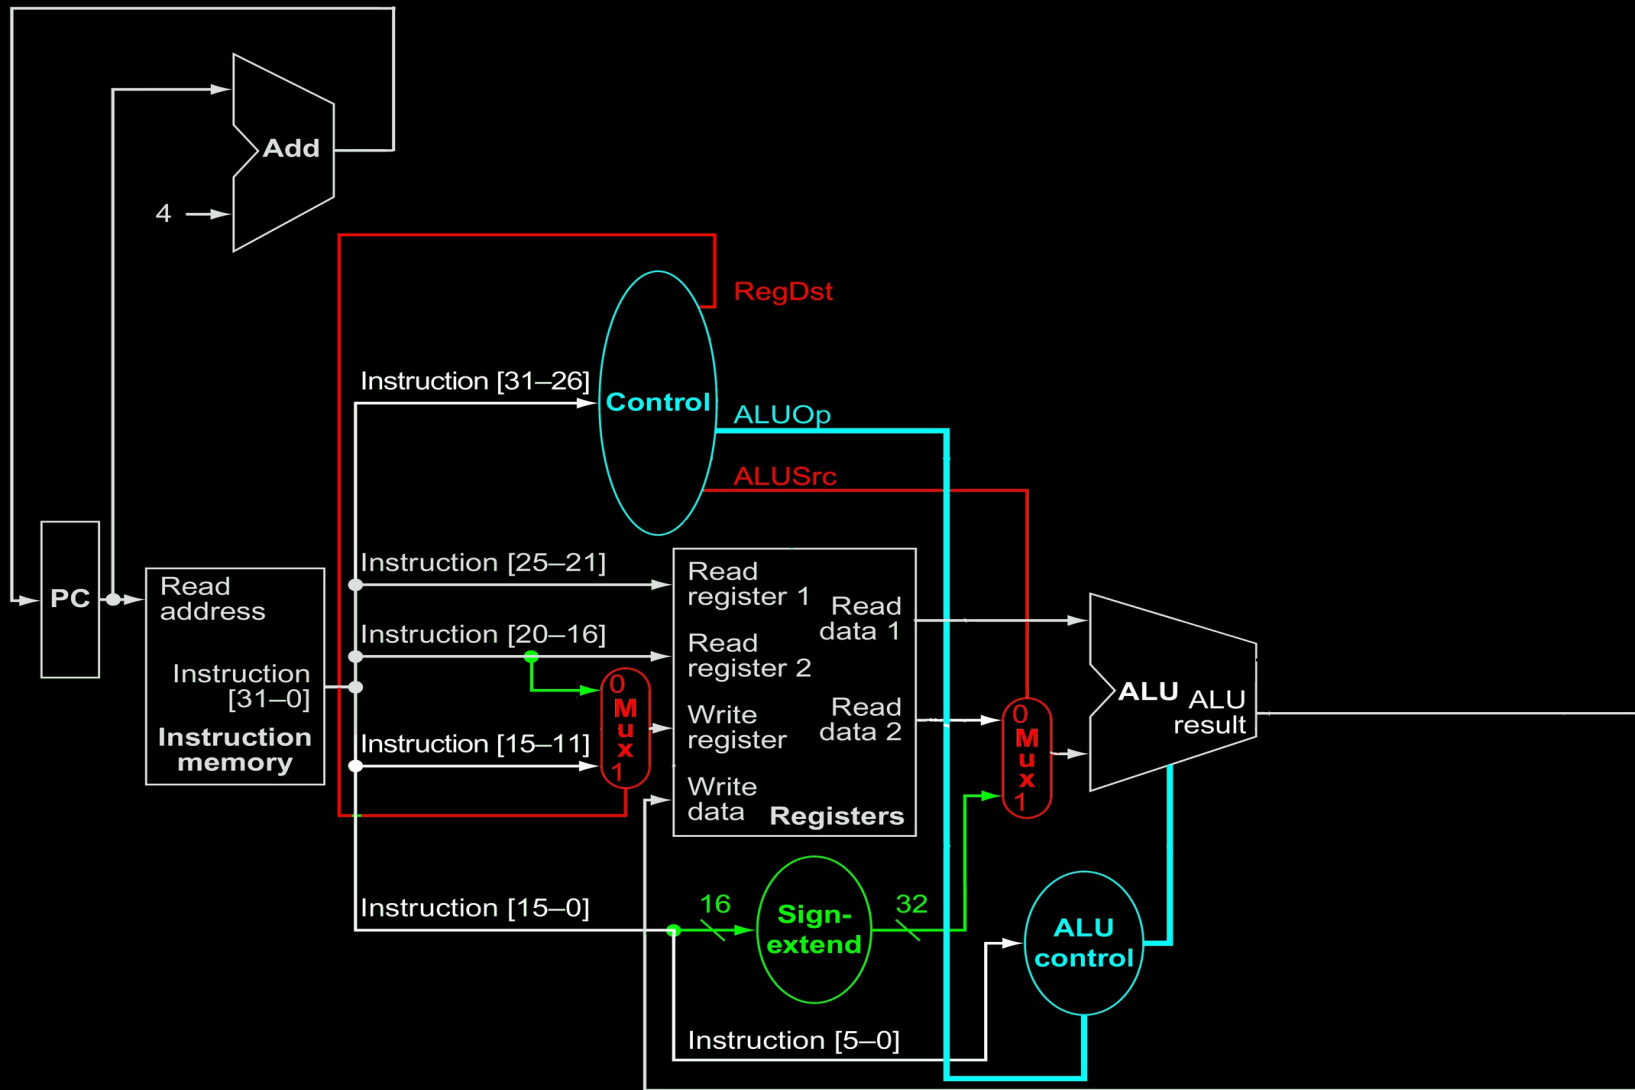 Add
4
RegDst
Instruction [31–26]
Control
ALUOp
ALUSrc
PC
Read
address
Instruction
[31–0]
Instruction
memory
Instruction [25–21]
Instruction [20–16]
Instruction [15–11]
Instruction [15–0]
0
M
u
x
1
Read
register 1
Read
register 2
Write
register
Write
data
Read
data 1
Read
data 2
Registers
0
M
u
x
1
ALU
ALU
result
16
Sign-
extend
32
ALU
control
Instruction [5–0]